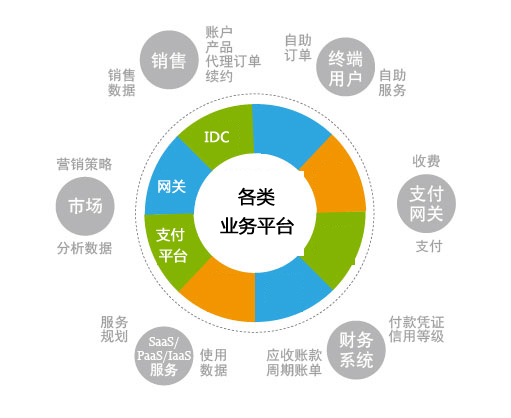 销售
账户
产品
代理订单
续约
销售
数据
自助
订单
终端
用户
自助
服务
营销策略
市场
分析数据
IDC
网关
支付
平台
各类
业务平台
收费
支付
网关
支付
服务
规划
SaaS/
PaaS/IaaS
服务
使用
数据
应收账款
周期账单
财务
系统
付款凭证
信用等级